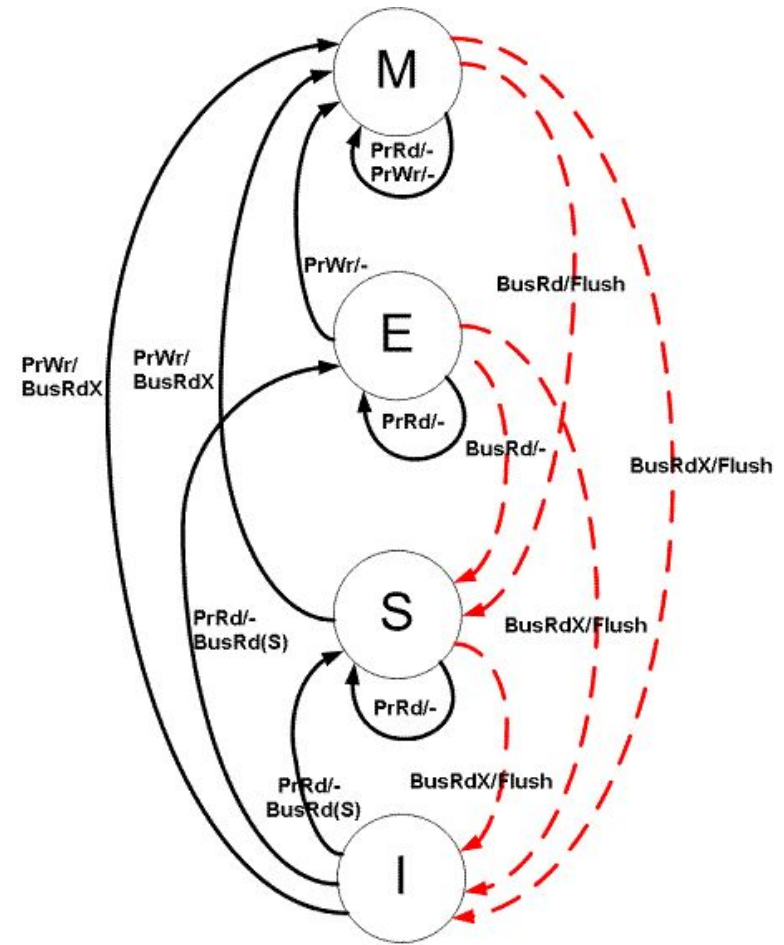 M
PrRd/-
PrWr/-
PrWr/-
BusRd/Flush
E
PrWr/
BusRdX
PrWr/
BusRdX
PrRd/-
BusRd/-
BusRdX/Flush
S
PrRd/-
BusRd(S)
BusRdX/Flush
PrRd/-
PrRd/-
BusRd(S)
BusRdX/Flush
I